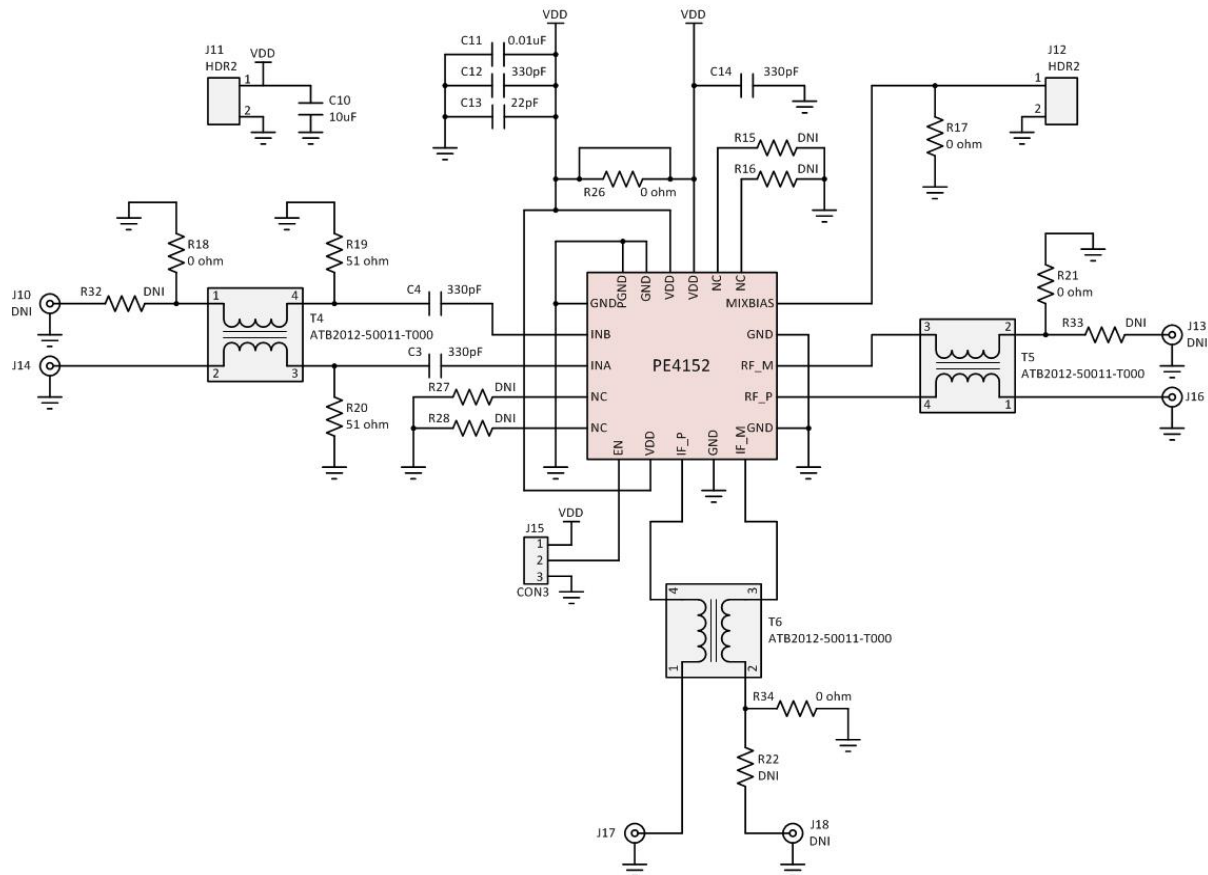 VDD
VDD
C11 0.01uF
C12 330pF
C13 22pF
C14 330pF
J11
HDR2
VDD
1
2
C10
10uF
J12
HDR2
1
2
R17
0 ohm
R15 DNI
R16 DNI
R26 0 ohm
R18
0 ohm
R19
51 ohm
J10
DNI
R32 DNI
1 4
2 3
T4
ATB2012-50011-T000
C4 330pF
C3 330pF
J14
R20
51 ohm
R27 DNI
R28 DNI
PGND
GND
VDD
VDD
NC
NC
GND
INB
INA
NC
NC
PE4152
MIXBIAS
GND
RF_M
RF_P
GND
EN
VDD
IF_P
GND
IF_M
R21
0 ohm
R33 DNI
J13
DNI
3 2
4 1
T5
ATB2012-50011-T000
J16
VDD
J15
1
2
3
CON3
4 3
1 2
T6
ATB2012-50011-T000
R34 0 ohm
R22
DNI
J17
J18
DNI